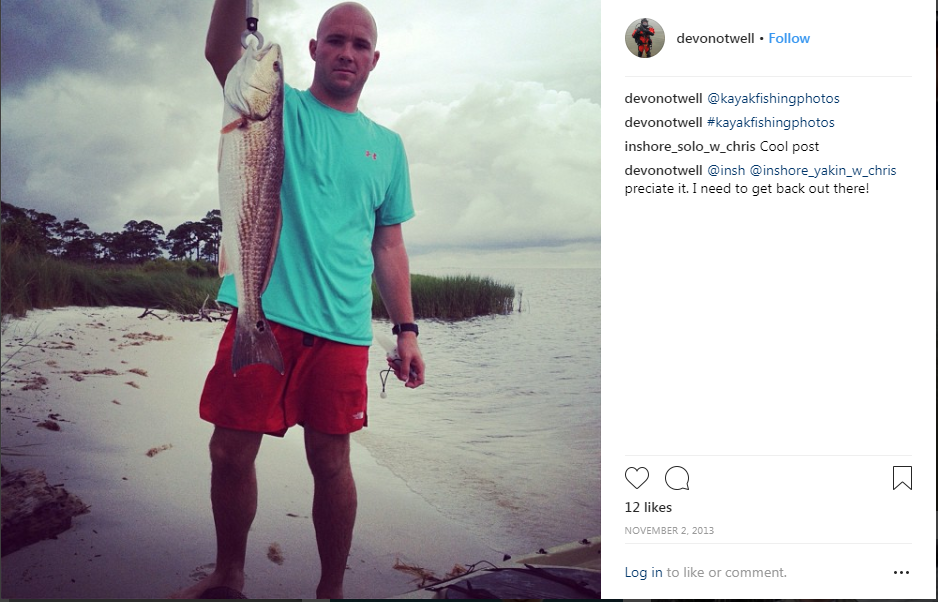 devonotwell • Follow
devonotwell @kayakfishingphotos
devonotwell #kayakfishingphotos
inshore_solo_w_chris Cool post
devonotwell @insh @inshore_yakin_w_chris
preciate it. I need to get back out there!
12 likes
NOVEMBER 2, 2013
Log in to like or comment.